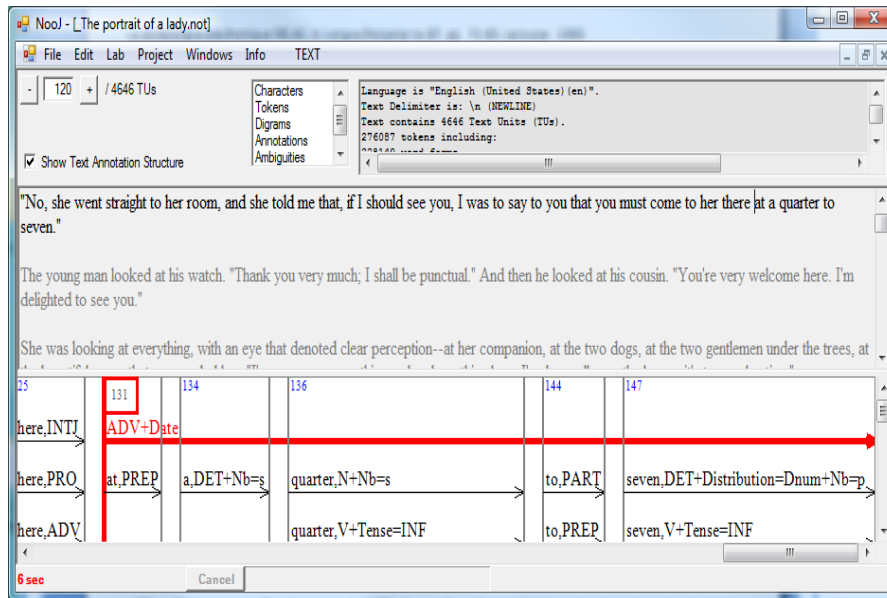 NooJ - [_The portrait of a lady.not]
File Edit Lab Project Windows Info TEXT
- 120 + / 4646 TUs
Show Text Annotation Structure
Characters
Tokens
Digrams
Annotations
Ambiguities
Language is "English (United States)(en)".
Text Delimiter is: \n (NEWLINE)
Text contains 4646 Text Units (TUs).
276087 tokens including:
"No, she went straight to her room, and she told me that, if I should see you, I was to say to you that you must come to her there at a quarter to
seven."
The young man looked at his watch. "Thank you very much; I shall be punctual." And then he looked at his cousin. "You're very welcome here. I'm
delighted to see you."
She was looking at everything, with an eye that denoted clear perception--at her companion, at the two dogs, at the two gentlemen under the trees, at
25 131 134 136 144 147
here,INTJ ADV+Date
here,PRO at,PREP a,DET+Nb=s quarter,N+Nb=s to,PART seven,DET+Distribution=Dnum+Nb=p
here,ADV quarter,V+Tense=INF to,PREP seven,V+Tense=INF
6 sec Cancel